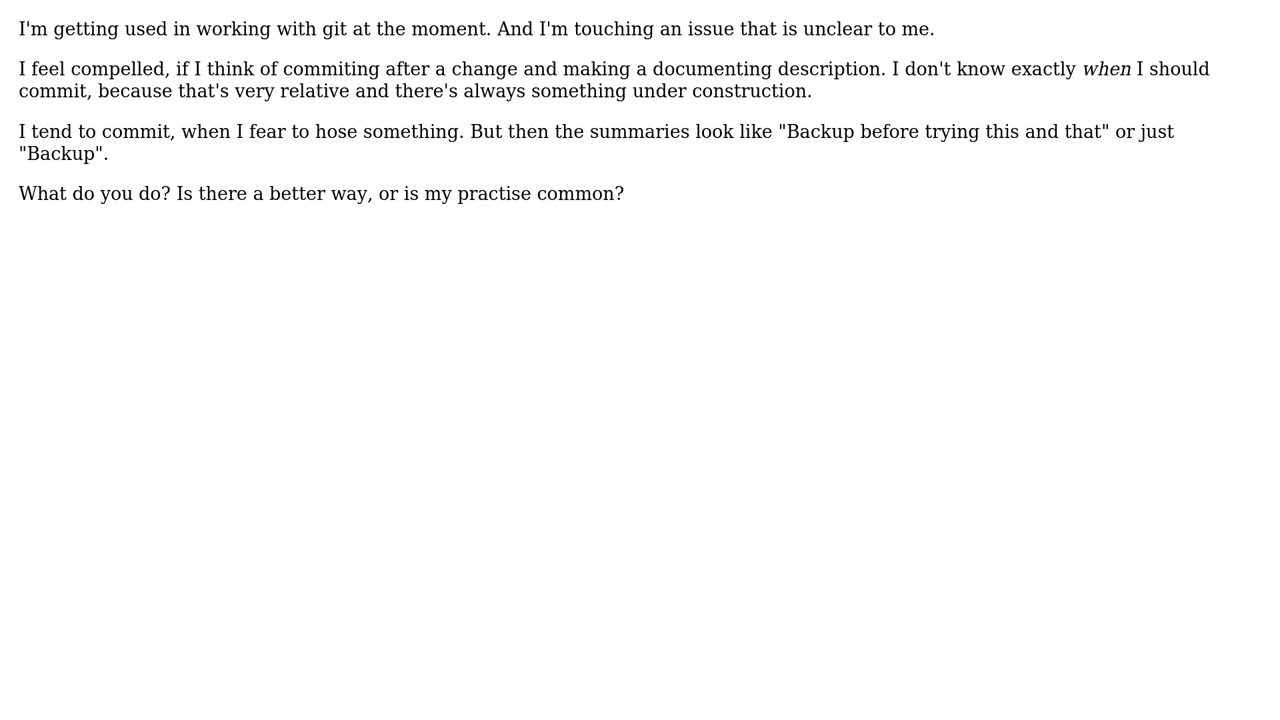 I'm getting used in working with git at the moment. And I'm touching an issue that is unclear to me.
I feel compelled, if I think of commiting after a change and making a documenting description. I don't know exactly when I should
commit, because that's very relative and there's always something under construction.
I tend to commit, when I fear to hose something. But then the summaries look like "Backup before trying this and that" or just
"Backup".
What do you do? Is there a better way, or is my practise common?